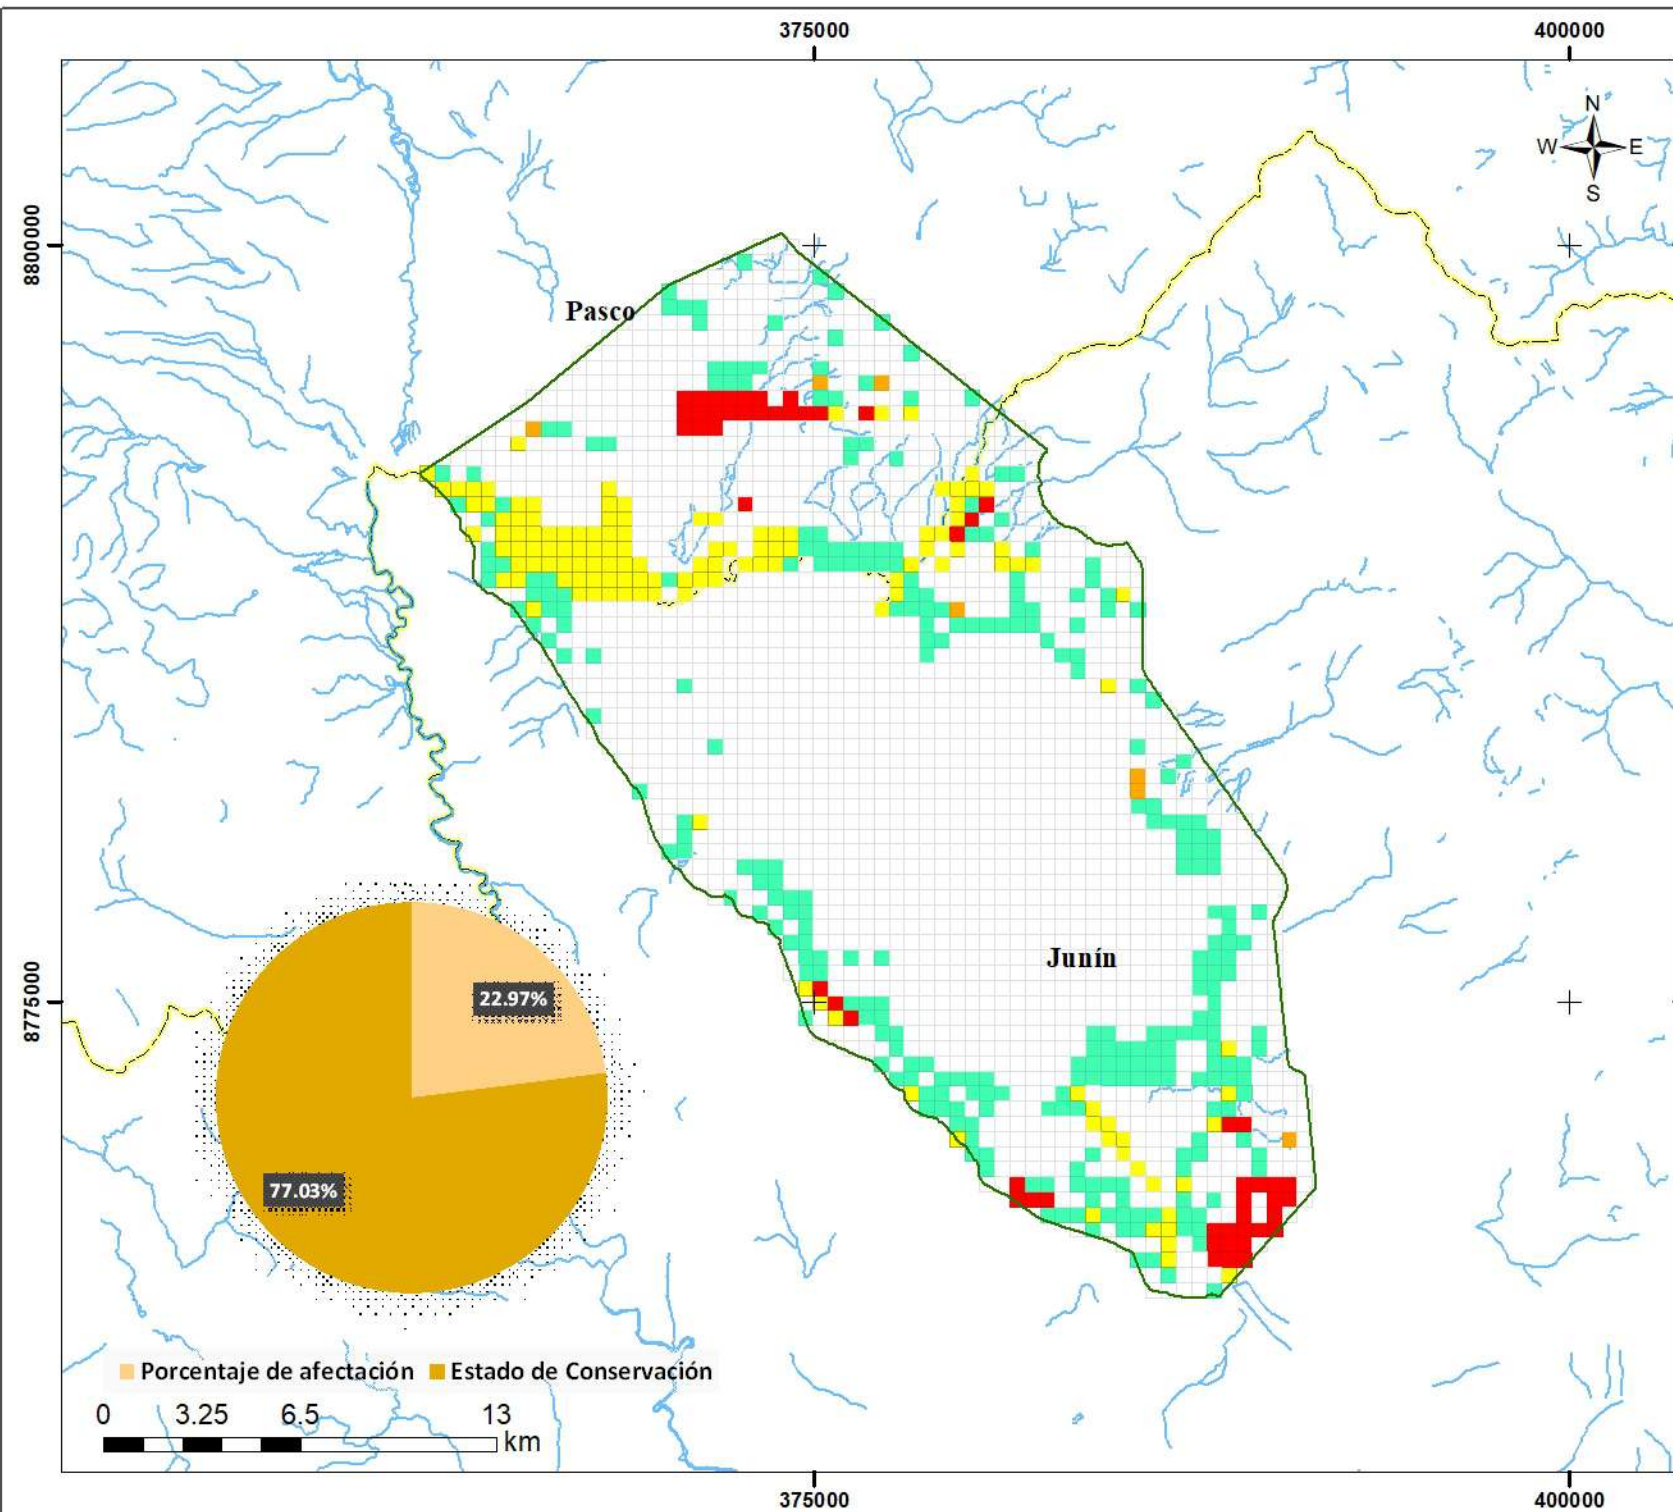 375000 400000
N
W E
S
8800000
Pasco
Junín
8775000
22.97%
77.03%
Porcentaje de afectación Estado de Conservación
0 3.25 6.5 13
km
375000 400000